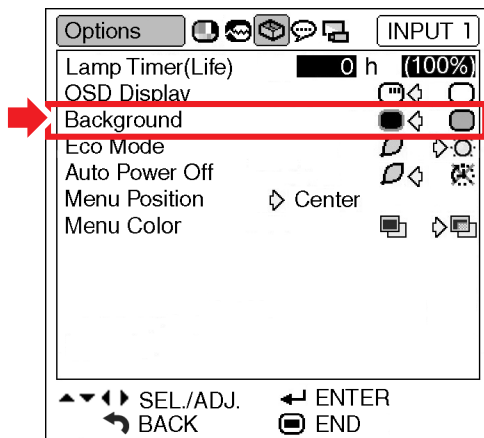 Options INPUT 1
Lamp Timer(Life) 0 h (100%)
OSD Display
Background
Eco Mode
Auto Power Off
Menu Position Center
Menu Color
SEL./ADJ. ENTER
BACK END